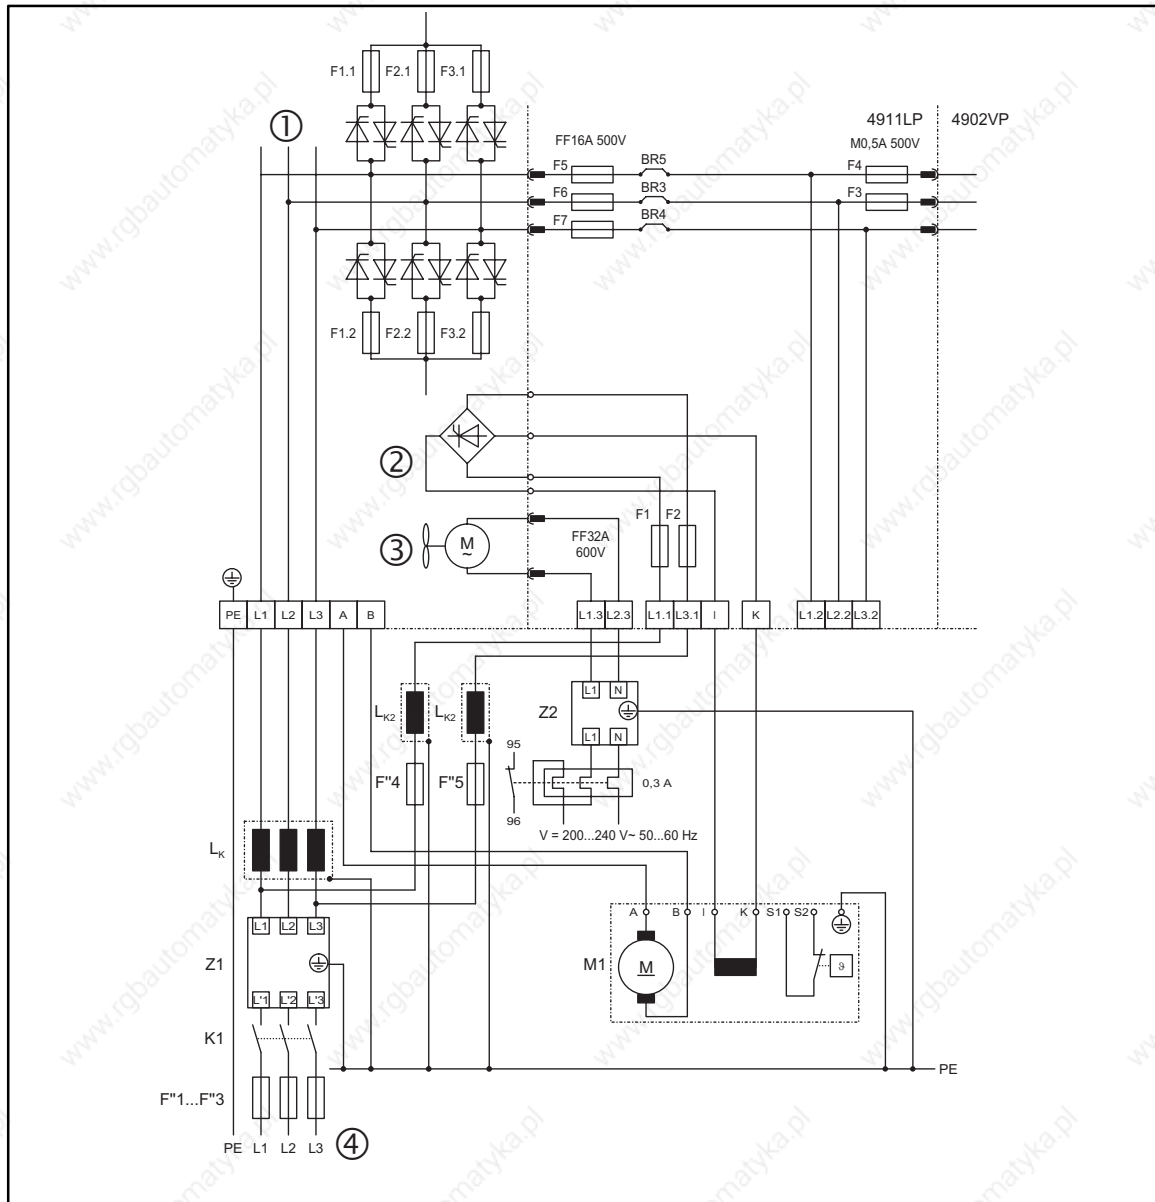 F1.1 F2.1 F3.1
①
4911LP 4902VP
FF16A 500V M0,5A 500V
F5 BR5 F4
F6 BR3 F3
F7 BR4
F1.2 F2.2 F3.2
②
F1 F2
③ M ~ FF32A
600V
PE L1 L2 L3 A B L1.3 L2.3 L1.1 L3.1 I K L1.2 L2.2 L3.2
L1 N
LK2 LK2 Z2
L1 N
95
F"4 F"5 0,3 A
96
V = 200...240 V~ 50...60 Hz
LK
A B I K S1 S2
L1 L2 L3
Z1 M1 M ϑ
L'1 L'2 L'3
K1
PE
F"1...F"3
PE L1 L2 L3 ④
www.rgbautomatyka.pl